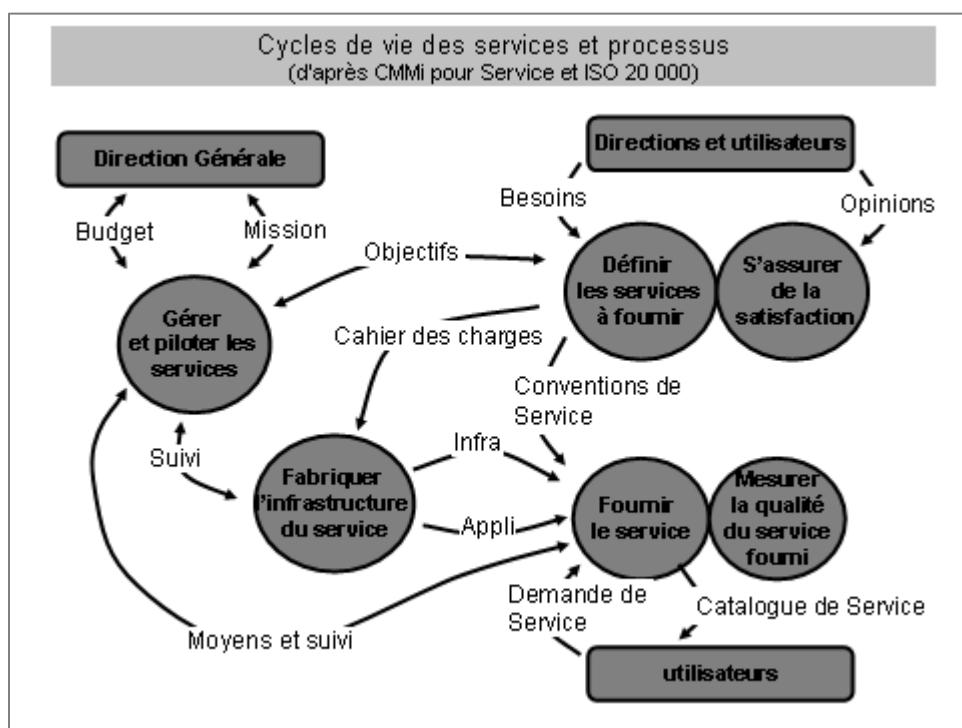 Cycles de vie des services et processus
(d'après CMMi pour Service et ISO 20 000)
Direction Générale
Directions et utilisateurs
Budget
Mission
Besoins
Opinions
Objectifs
Définir
les services
à fournir
S'assurer
de la
satisfaction
Gérer
et piloter les
services
Cahier des charges
Conventions de
Service
Suivi
Infra
Fabriquer
l'infrastructure
du service
Appli
Fournir
le service
Mesurer
la qualité
du service
fourni
Demande de
Service
Catalogue de Service
Moyens et suivi
utilisateurs